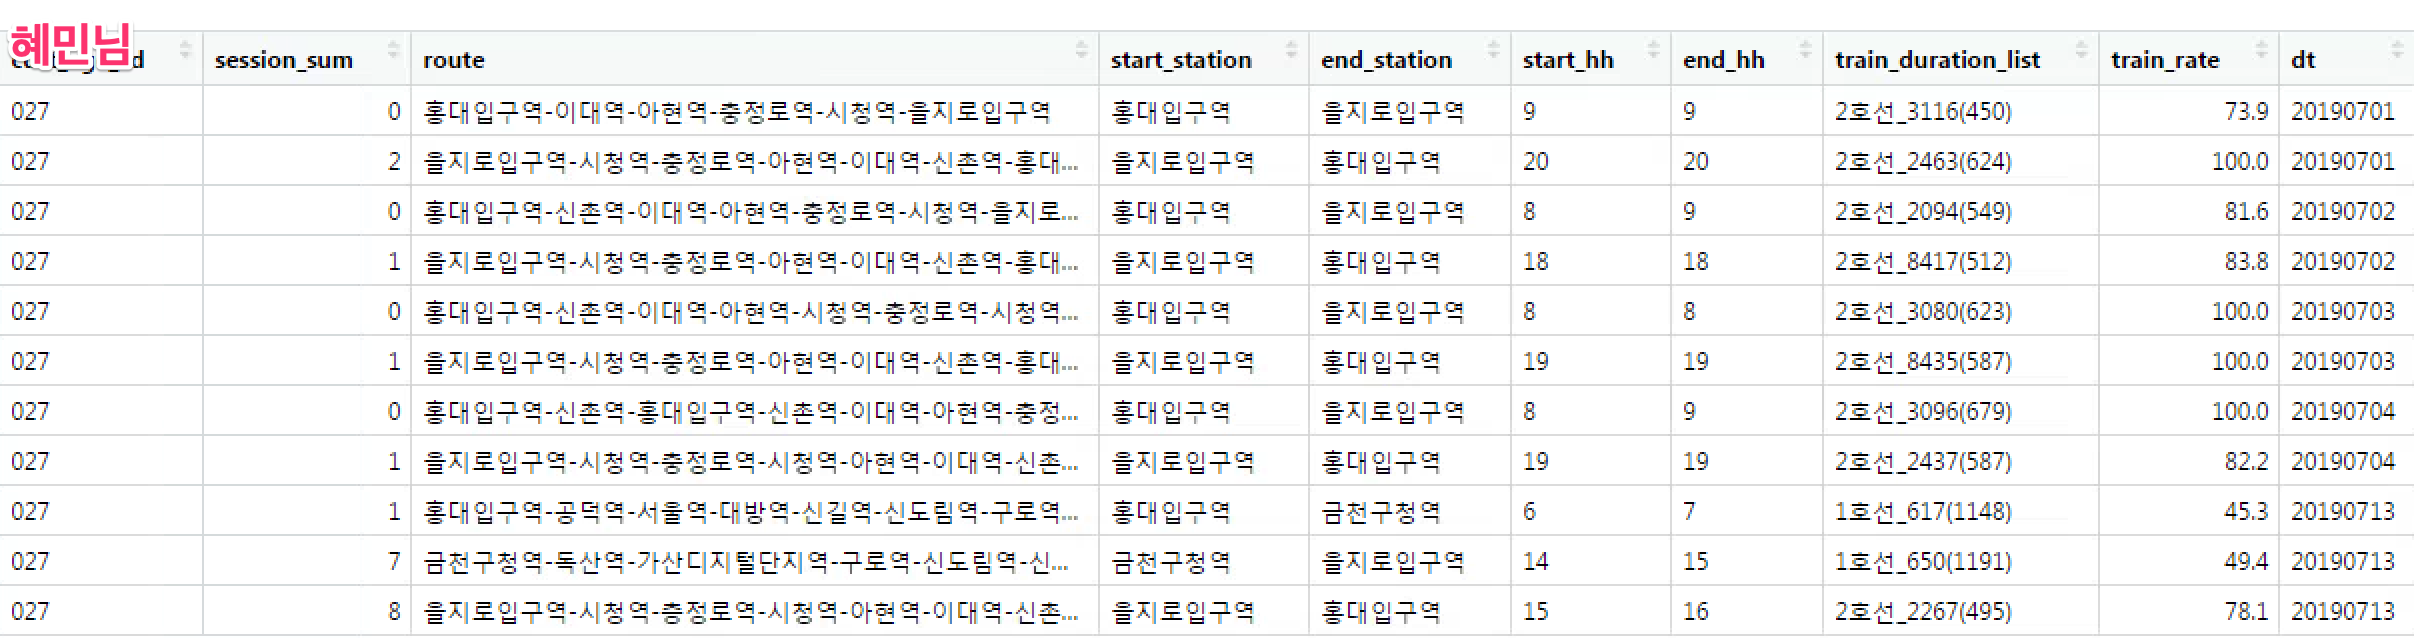 혜민님
session_sum route start_station end_station start_hh end_hh train_duration_list train_rate dt
027 0 홍대입구역-이대역-아현역-충정로역-시청역-을지로입구역 홍대입구역 을지로입구역 9 9 2호선_3116(450) 73.9 20190701
027 2 을지로입구역-시청역-충정로역-아현역-이대역-신촌역-홍대... 을지로입구역 홍대입구역 20 20 2호선_2463(624) 100.0 20190701
027 0 홍대입구역-신촌역-이대역-아현역-충정로역-시청역-을지로... 홍대입구역 을지로입구역 8 9 2호선_2094(549) 81.6 20190702
027 1 을지로입구역-시청역-충정로역-아현역-이대역-신촌역-홍대... 을지로입구역 홍대입구역 18 18 2호선_8417(512) 83.8 20190702
027 0 홍대입구역-신촌역-이대역-아현역-시청역-충정로역-시청역... 홍대입구역 을지로입구역 8 8 2호선_3080(623) 100.0 20190703
027 1 을지로입구역-시청역-충정로역-아현역-이대역-신촌역-홍대... 을지로입구역 홍대입구역 19 19 2호선_8435(587) 100.0 20190703
027 0 홍대입구역-신촌역-홍대입구역-신촌역-이대역-아현역-충정... 홍대입구역 을지로입구역 8 9 2호선_3096(679) 100.0 20190704
027 1 을지로입구역-시청역-충정로역-시청역-아현역-이대역-신촌... 을지로입구역 홍대입구역 19 19 2호선_2437(587) 82.2 20190704
027 1 홍대입구역-공덕역-서울역-대방역-신길역-신도림역-구로역... 홍대입구역 금천구청역 6 7 1호선_617(1148) 45.3 20190713
027 7 금천구청역-독산역-가산디지털단지역-구로역-신도림역-신... 금천구청역 을지로입구역 14 15 1호선_650(1191) 49.4 20190713
027 8 을지로입구역-시청역-충정로역-시청역-아현역-이대역-신촌... 을지로입구역 홍대입구역 15 16 2호선_2267(495) 78.1 20190713